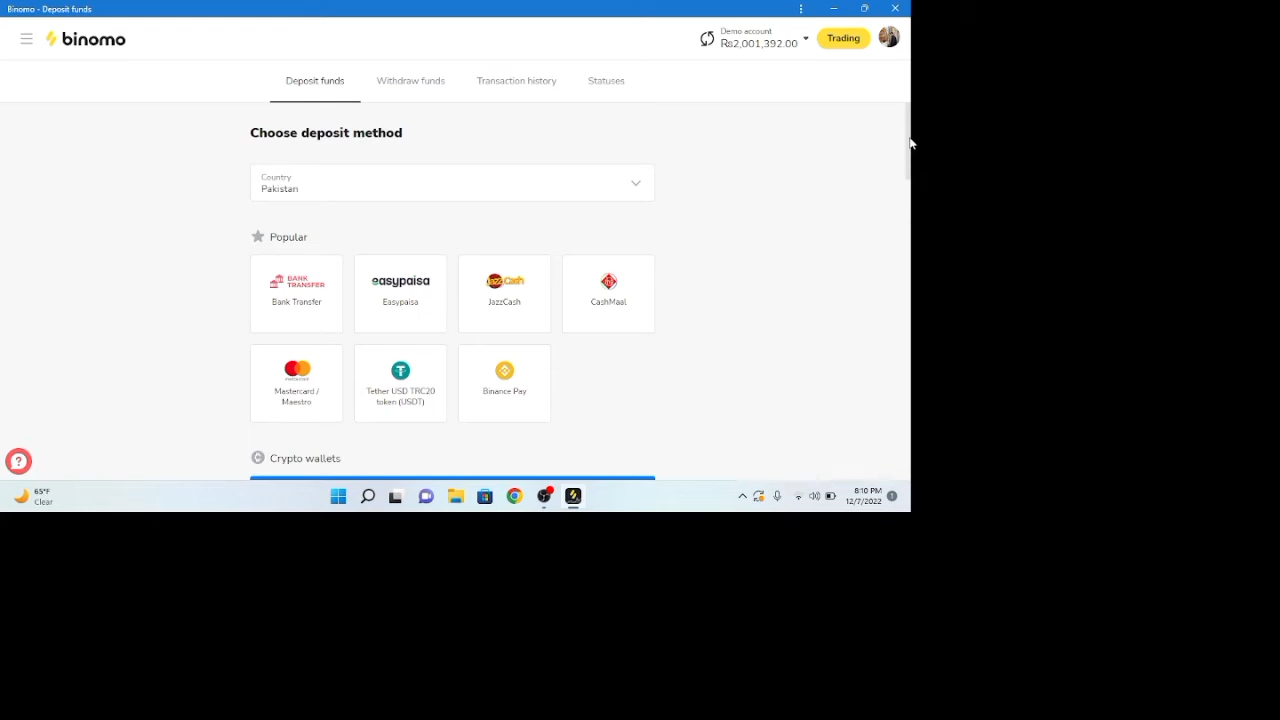 Binomo - Deposit funds
binomo
Demo account
₨2,001,392.00
Trading
Deposit funds
Withdraw funds
Transaction history
Statuses
Choose deposit method
Country
Pakistan
Popular
BANK
TRANSFER
Bank Transfer
easypaisa
Easypaisa
JazzCash
JazzCash
CashMaal
Mastercard /
Maestro
Tether USD TRC20
token (USDT)
Binance Pay
Crypto wallets
65°F
Clear
8:10 PM
12/7/2022